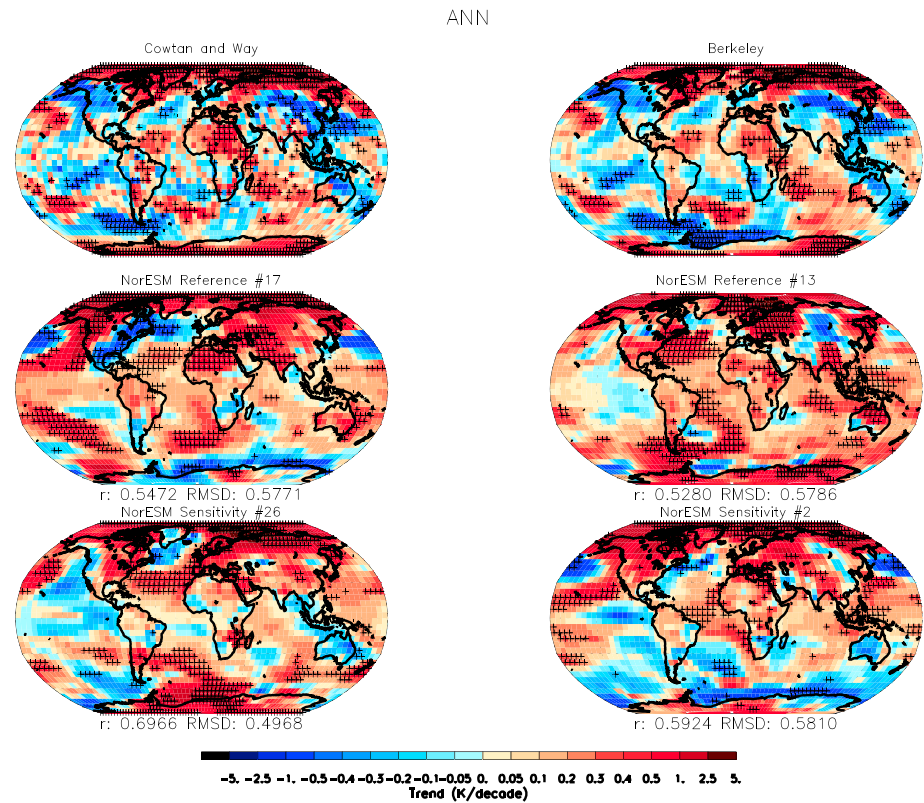 ANN
Cowtan and Way
Berkeley
NorESM Reference #17
NorESM Reference #13
r: 0.5472 RMSD: 0.5771
r: 0.5280 RMSD: 0.5786
NorESM Sensitivity #26
NorESM Sensitivity #2
r: 0.6966 RMSD: 0.4968
r: 0.5924 RMSD: 0.5810
-5. -2.5 -1. -0.5 -0.4 -0.2 -0.1 -0.05 0. 0.05 0.1 0.2 0.3 0.4 0.5 1. 2.5 5.
Trend (K/decade)